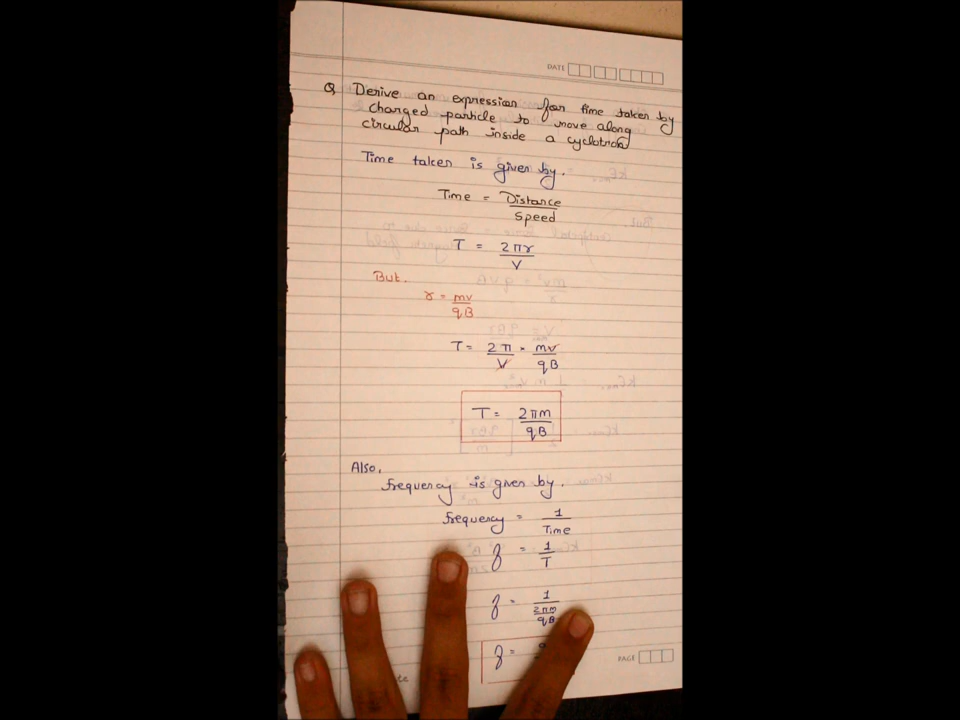 DATE
Q Derive an expression for time taken by
charged particle to move along
circular path inside a cyclotron
Time taken is given by.
Time = Distance / Speed
T = 2πr / V
But.
r = mv / qB
T = 2π / V × mv / qB
T = 2πm / qB
Also,
frequency is given by.
frequency = 1 / Time
f = 1 / T
f = 1 / (2πm / qB)
f =
PAGE